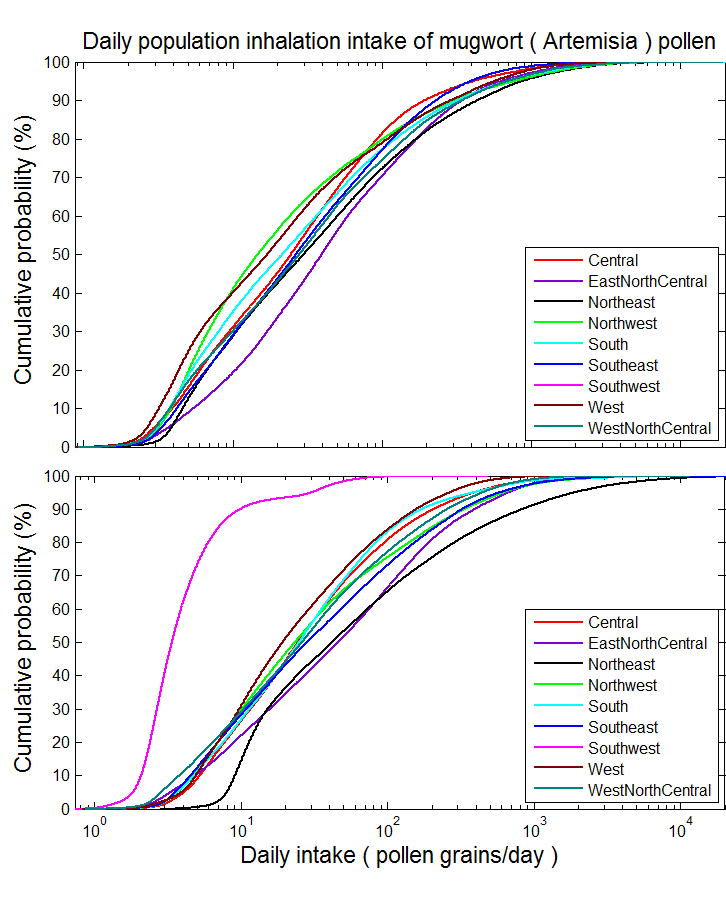 Daily population inhalation intake of mugwort ( Artemisia ) pollen
Cumulative probability (%)
100
90
80
70
60
50
40
30
20
10
0
Central
EastNorthCentral
Northeast
Northwest
South
Southeast
Southwest
West
WestNorthCentral
Cumulative probability (%)
100
90
80
70
60
50
40
30
20
10
0
Central
EastNorthCentral
Northeast
Northwest
South
Southeast
Southwest
West
WestNorthCentral
10^0 10^1 10^2 10^3 10^4
Daily intake ( pollen grains/day )